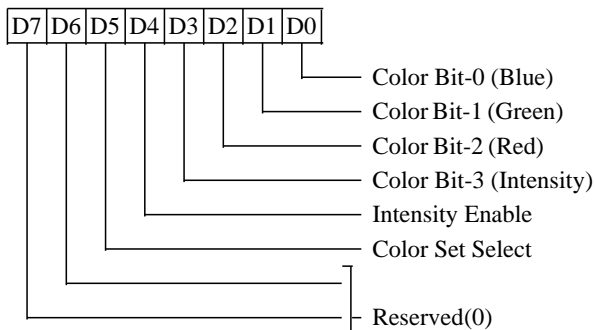 D7 D6 D5 D4 D3 D2 D1 D0
Color Bit-0 (Blue)
Color Bit-1 (Green)
Color Bit-2 (Red)
Color Bit-3 (Intensity)
Intensity Enable
Color Set Select
Reserved(0)